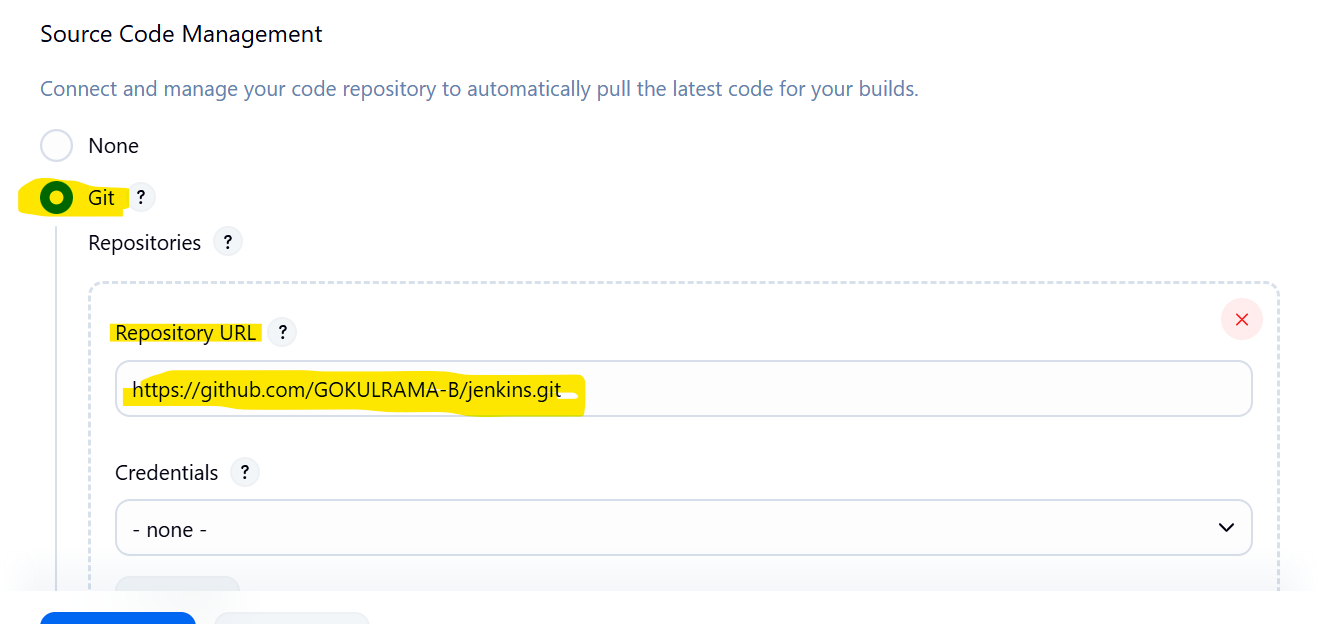 Source Code Management
Connect and manage your code repository to automatically pull the latest code for your builds.
None
Git ?
Repositories ?
Repository URL ?
https://github.com/GOKULRAMA-B/jenkins.git
Credentials ?
- none -